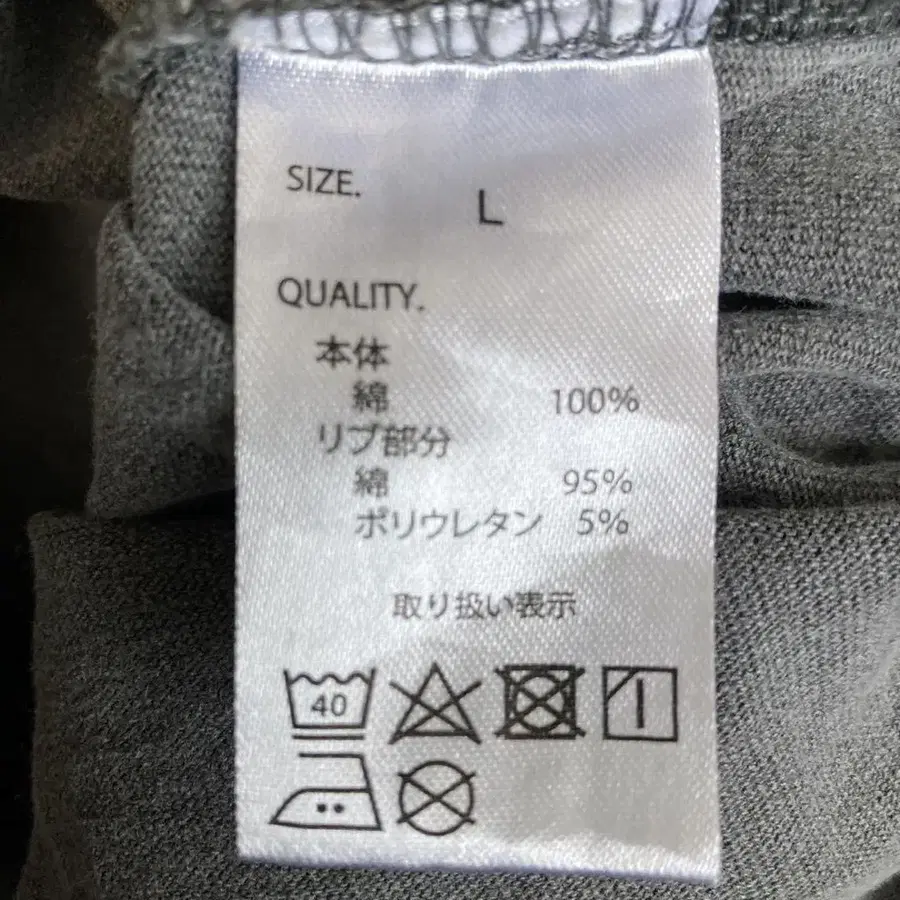 SIZE.
L
QUALITY.
本体
綿 100%
リブ部分
綿 95%
ポリウレタン 5%
取り扱い表示
40